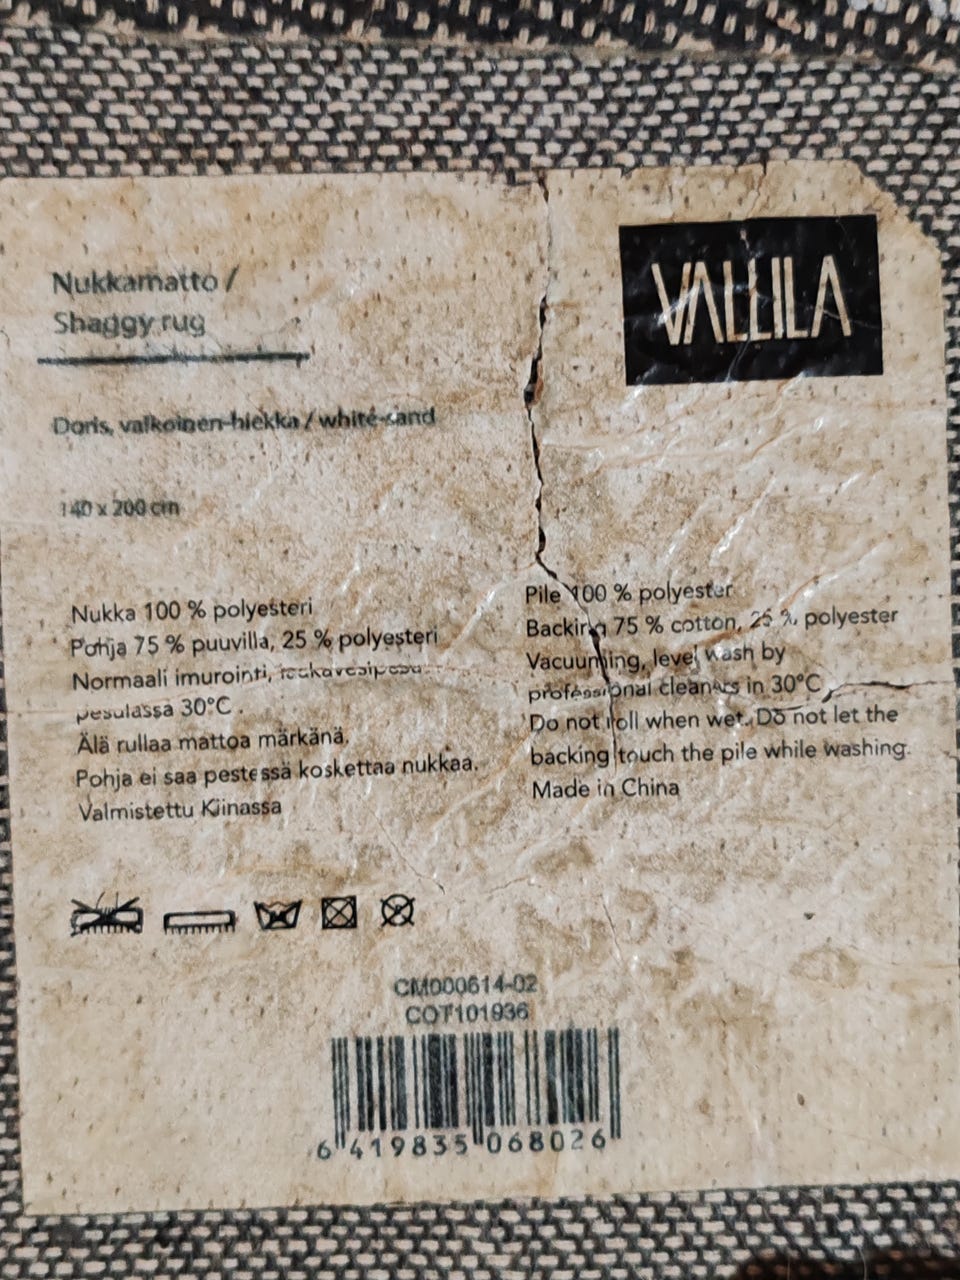 VALLILA
Nukkamatto /
Shaggy rug
Doris, valkoinen-hiekka / white-sand
140 x 200 cm
Nukka 100 % polyesteri
Pohja 75 % puuvilla, 25 % polyesteri
Normaali imurointi,
pesulassa 30°C.
Älä rullaa mattoa märkänä.
Pohja ei saa pestessä koskettaa nukkaa.
Valmistettu Kiinassa
Pile 100 % polyester
Backing 75 % cotton, 25 % polyester
Vacuuming, level wash by
professional cleaners in 30°C
Do not roll when wet. Do not let the
backing touch the pile while washing.
Made in China
CM000614-02
COT101936
6 419835 068026